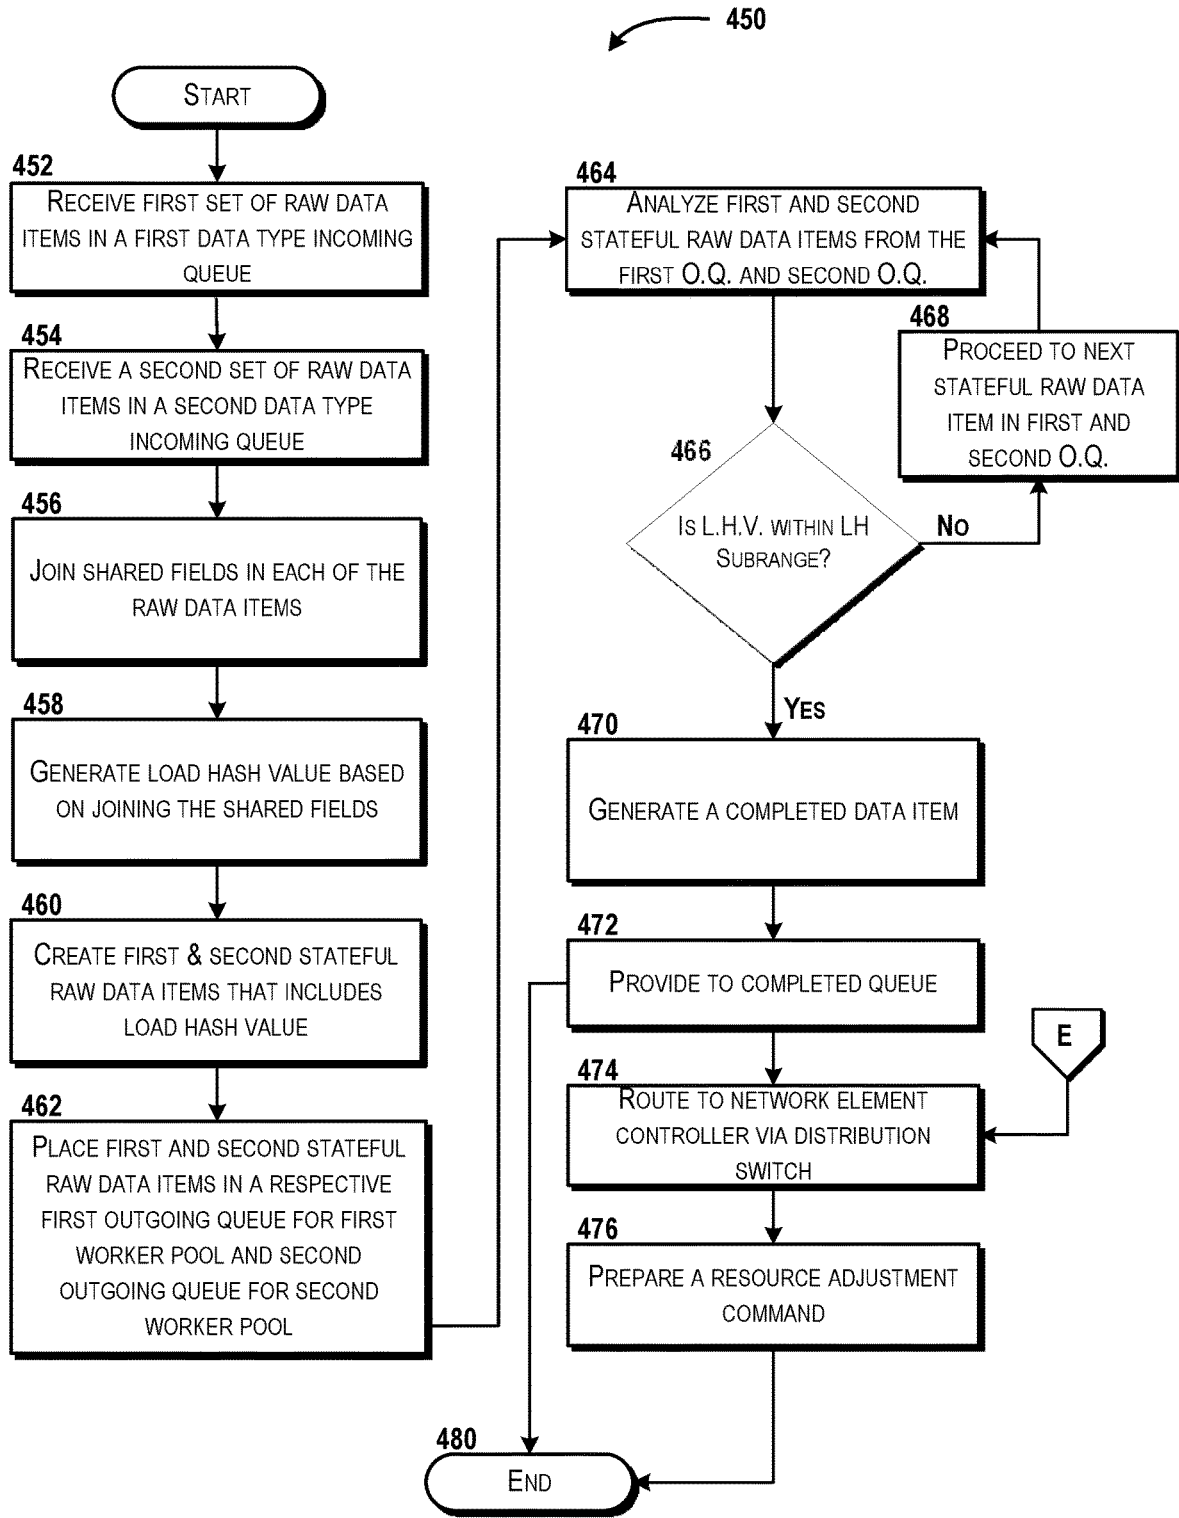 450
START
452
RECEIVE FIRST SET OF RAW DATA
ITEMS IN A FIRST DATA TYPE INCOMING
QUEUE
454
RECEIVE A SECOND SET OF RAW DATA
ITEMS IN A SECOND DATA TYPE
INCOMING QUEUE
456
JOIN SHARED FIELDS IN EACH OF THE
RAW DATA ITEMS
458
GENERATE LOAD HASH VALUE BASED
ON JOINING THE SHARED FIELDS
460
CREATE FIRST & SECOND STATEFUL
RAW DATA ITEMS THAT INCLUDES
LOAD HASH VALUE
462
PLACE FIRST AND SECOND STATEFUL
RAW DATA ITEMS IN A RESPECTIVE
FIRST OUTGOING QUEUE FOR FIRST
WORKER POOL AND SECOND
OUTGOING QUEUE FOR SECOND
WORKER POOL
464
ANALYZE FIRST AND SECOND
STATEFUL RAW DATA ITEMS FROM THE
FIRST O.Q. AND SECOND O.Q.
468
PROCEED TO NEXT
STATEFUL RAW DATA
ITEM IN FIRST AND
SECOND O.Q.
466
IS L.H.V. WITHIN LH
SUBRANGE?
NO
YES
470
GENERATE A COMPLETED DATA ITEM
472
PROVIDE TO COMPLETED QUEUE
E
474
ROUTE TO NETWORK ELEMENT
CONTROLLER VIA DISTRIBUTION
SWITCH
476
PREPARE A RESOURCE ADJUSTMENT
COMMAND
480
END